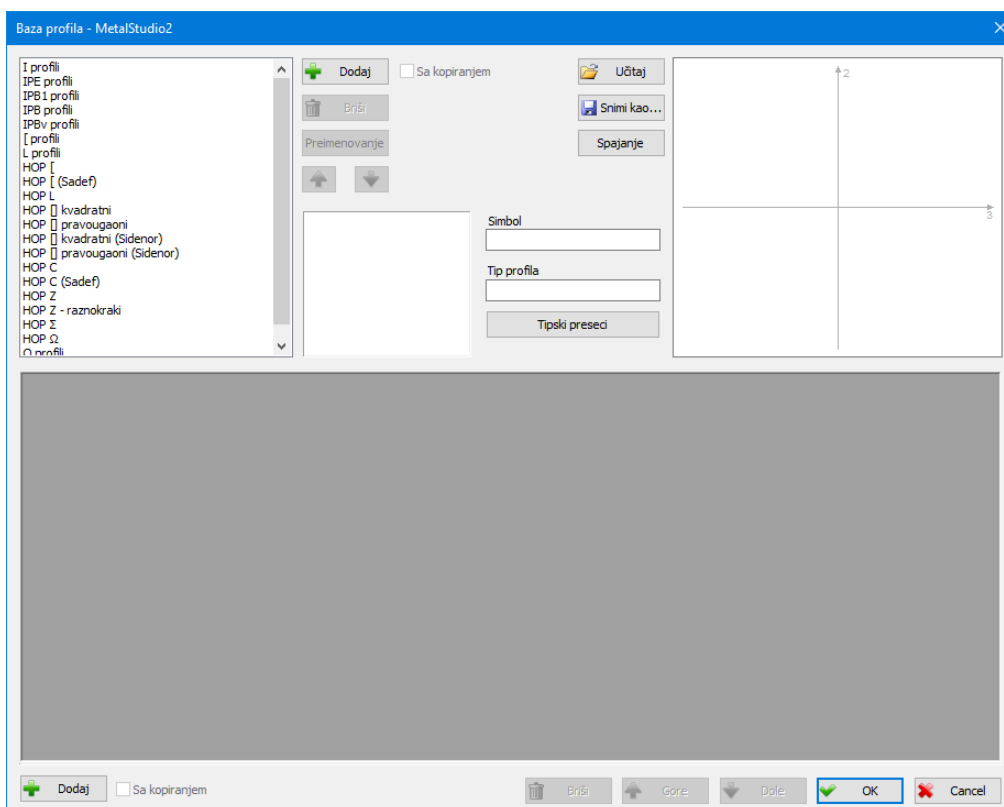 Baza profila - MetalStudio2
I profili
IPE profili
IPB1 profili
IPB profili
IPBv profili
[ profili
L profili
HOP [
HOP [ (Sadef)
HOP L
HOP [] kvadratni
HOP [] pravougaoni
HOP [] kvadratni (Sidenor)
HOP [] pravougaoni (Sidenor)
HOP C
HOP C (Sadef)
HOP Z
HOP Z - raznokraki
HOP Σ
HOP Ω
O profili
Dodaj
Sa kopiranjem
Briši
Preimenovanje
Učitaj
Snimi kao...
Spajanje
Simbol
Tip profila
Tipski preseci
2
3
Dodaj
Sa kopiranjem
Briši
Gore
Dole
OK
Cancel